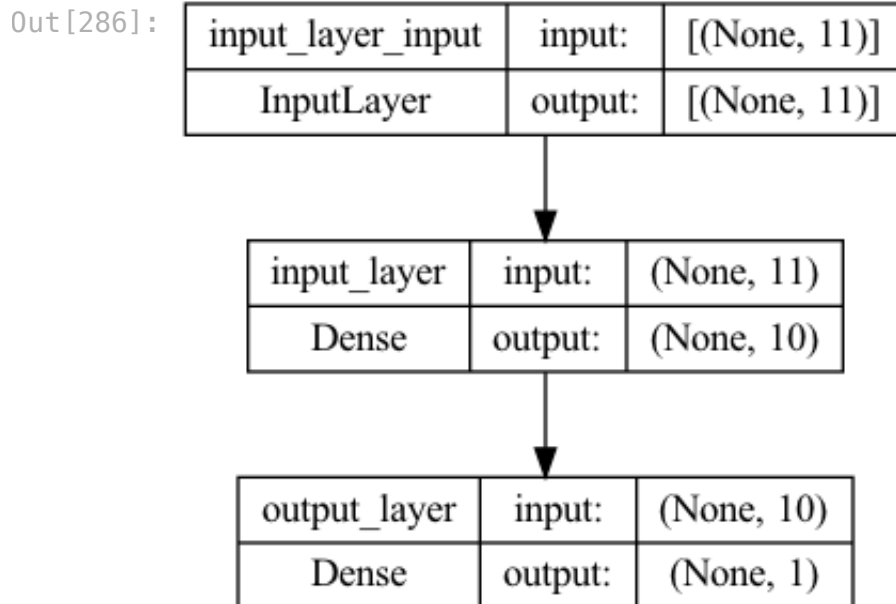 Out[286]:
input_layer_input input: [(None, 11)]
InputLayer output: [(None, 11)]
input_layer input: (None, 11)
Dense output: (None, 10)
output_layer input: (None, 10)
Dense output: (None, 1)